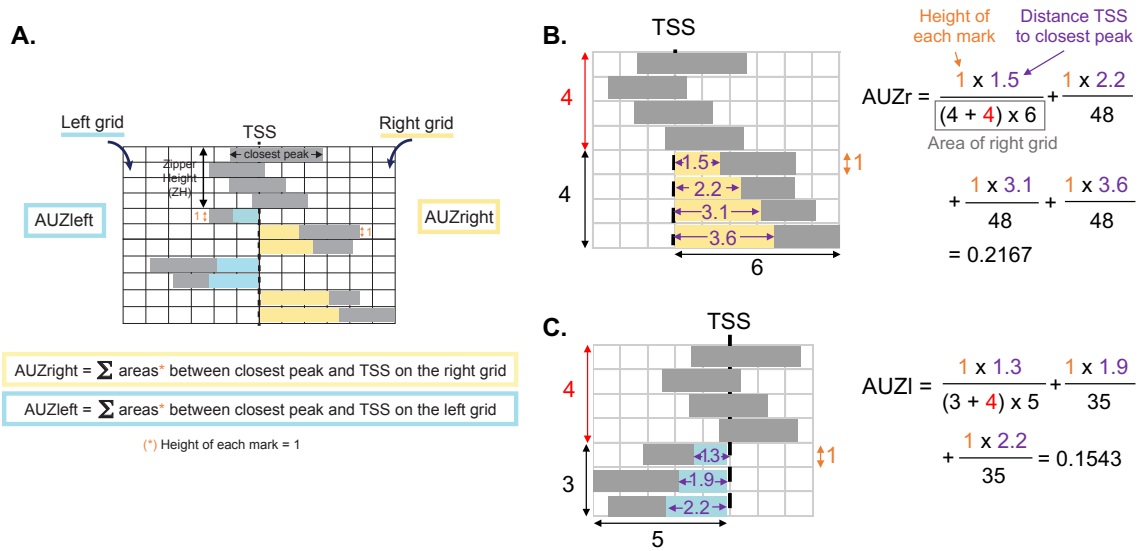 A.
Left grid
TSS
Right grid
closest peak
Zipper
Height
(ZH)
1
AUZleft
AUZright
1
AUZright = Σ areas* between closest peak and TSS on the right grid
AUZleft = Σ areas* between closest peak and TSS on the left grid
(*) Height of each mark = 1
B.
TSS
4
4
1.5
2.2
3.1
3.6
1
6
Height of
each mark
Distance TSS
to closest peak
AUZr = 1 x 1.5 / (4 + 4) x 6 + 1 x 2.2 / 48
Area of right grid
+ 1 x 3.1 / 48 + 1 x 3.6 / 48
= 0.2167
C.
TSS
4
3
1.3
1.9
2.2
1
5
AUZl = 1 x 1.3 / (3 + 4) x 5 + 1 x 1.9 / 35
+ 1 x 2.2 / 35 = 0.1543